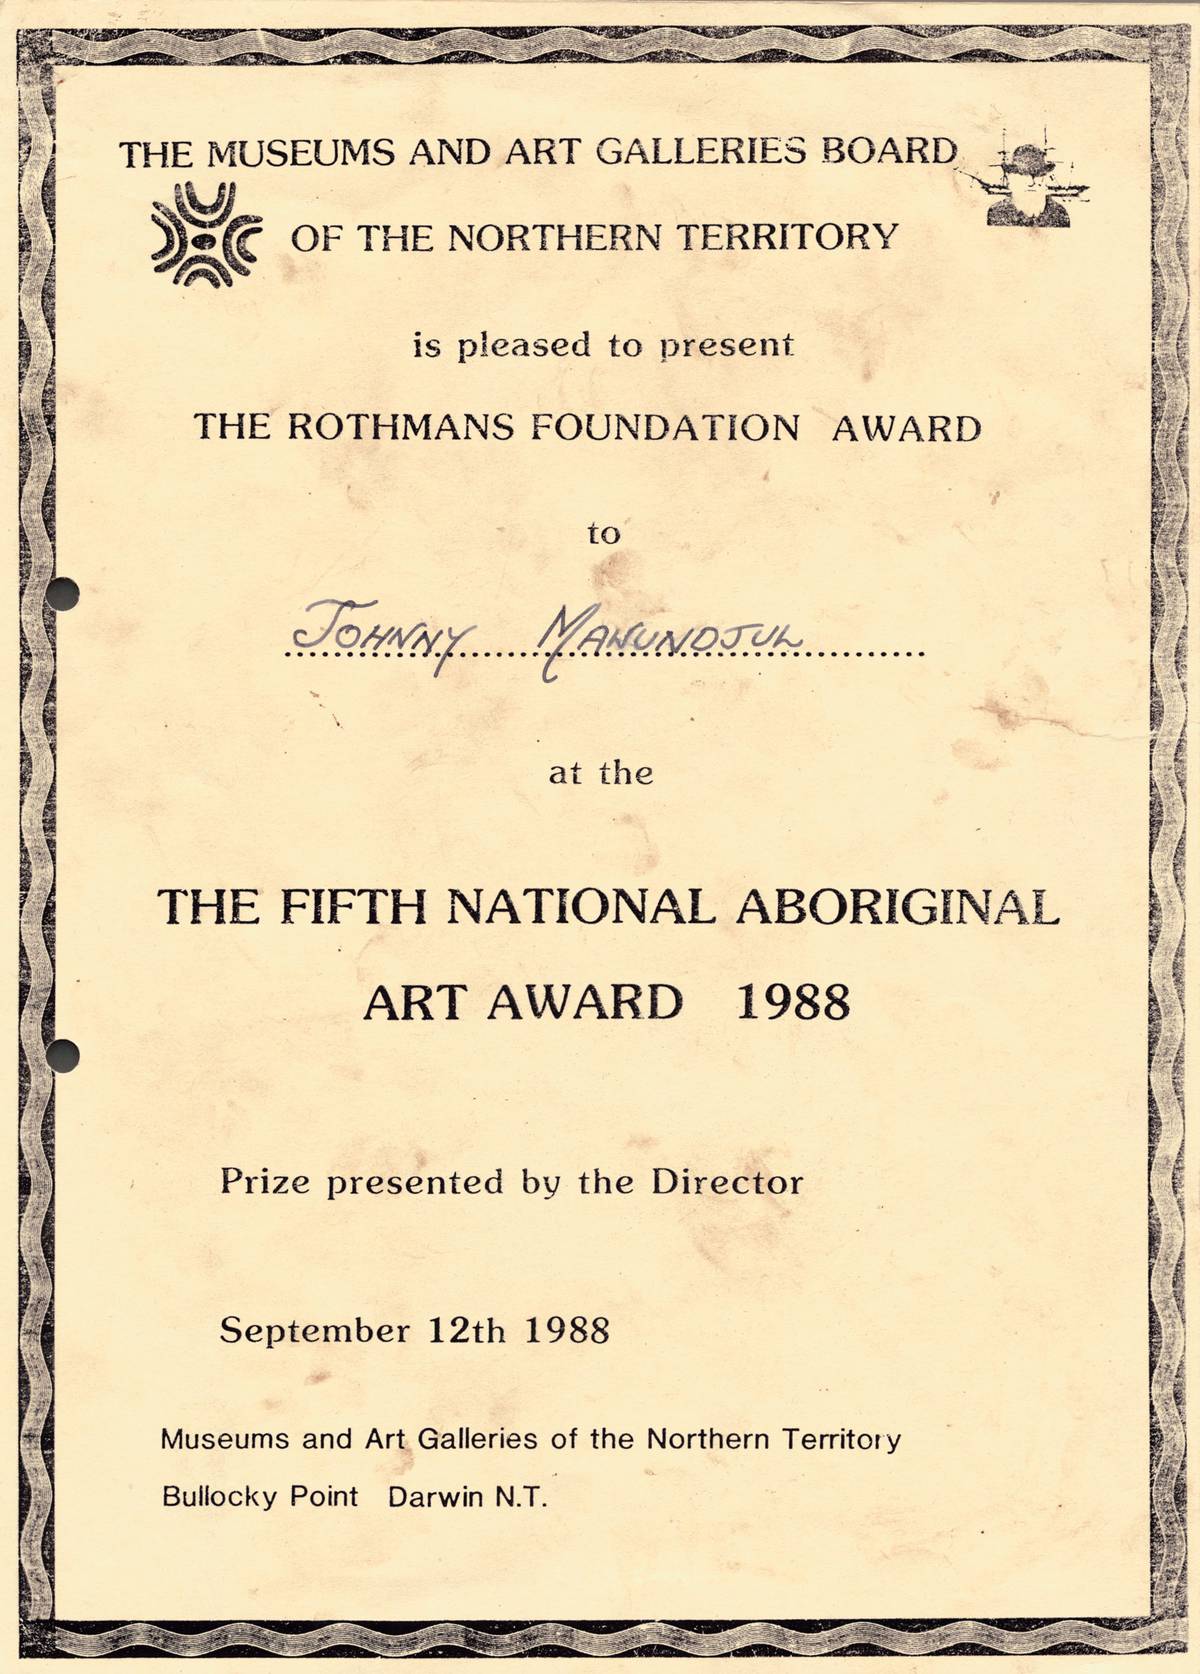 THE MUSEUMS AND ART GALLERIES BOARD
OF THE NORTHERN TERRITORY
is pleased to present
THE ROTHMANS FOUNDATION AWARD
to
JOHNNY MAWUNDJUL
at the
THE FIFTH NATIONAL ABORIGINAL
ART AWARD 1988
Prize presented by the Director
September 12th 1988
Museums and Art Galleries of the Northern Territory
Bullocky Point Darwin N.T.